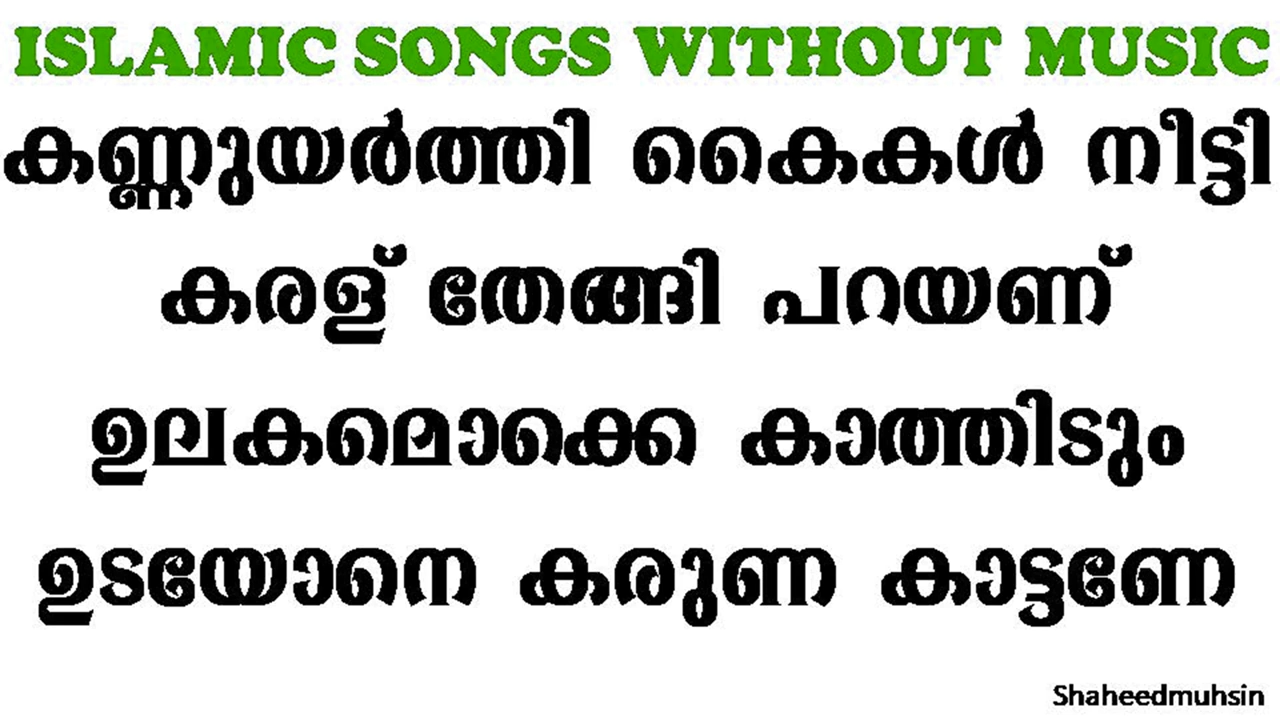 ISLAMIC SONGS WITHOUT MUSIC
കണ്ണുയർത്തി കൈകൾ നീട്ടി
കരള് തേങ്ങി പറയണ്
ഉലകമൊക്കെ കാത്തിടും
ഉടയോനെ കരുണ കാട്ടണേ
Shaheedmuhsin